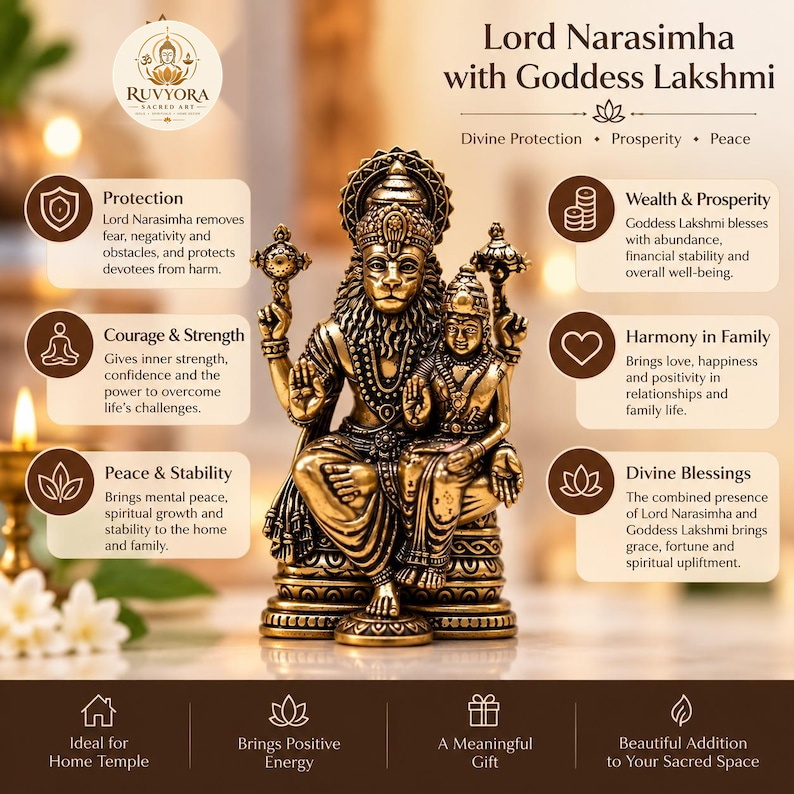 RUVYORA
SACRED ART
Lord Narasimha
with Goddess Lakshmi
Divine Protection • Prosperity • Peace
Protection
Lord Narasimha removes
fear, negativity and
obstacles, and protects
devotees from harm.
Courage & Strength
Gives inner strength,
confidence and the
power to overcome
life's challenges.
Peace & Stability
Brings mental peace,
spiritual growth and
stability to the home
and family.
Wealth & Prosperity
Goddess Lakshmi blesses
with abundance,
financial stability and
overall well-being.
Harmony in Family
Brings love, happiness
and positivity in
relationships and
family life.
Divine Blessings
The combined presence
of Lord Narasimha and
Goddess Lakshmi brings
grace, fortune and
spiritual upliftment.
Ideal for
Home Temple
Brings Positive
Energy
A Meaningful
Gift
Beautiful Addition
to Your Sacred Space